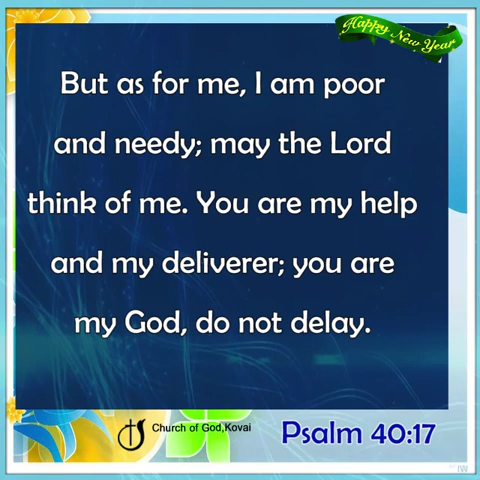 Happy New Year
But as for me, I am poor
and needy; may the Lord
think of me. You are my help
and my deliverer; you are
my God, do not delay.
Church of God,Kovai
Psalm 40:17
IW